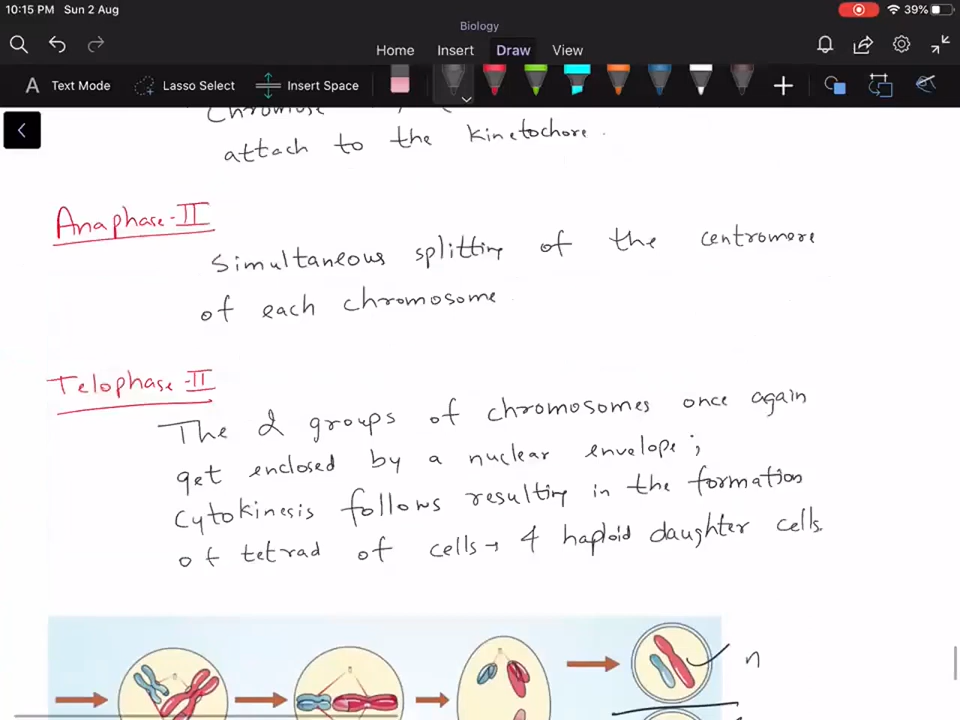 10:15 PM Sun 2 Aug
39%
Biology
Home Insert Draw View
Text Mode Lasso Select Insert Space
attach to the kinetochore.
Anaphase-II
Simultaneous splitting of the centromere
of each chromosome
Telophase-II
The 2 groups of chromosomes once again
get enclosed by a nuclear envelope;
Cytokinesis follows resulting in the formation
of tetrad of cells → 4 haploid daughter cells.
n